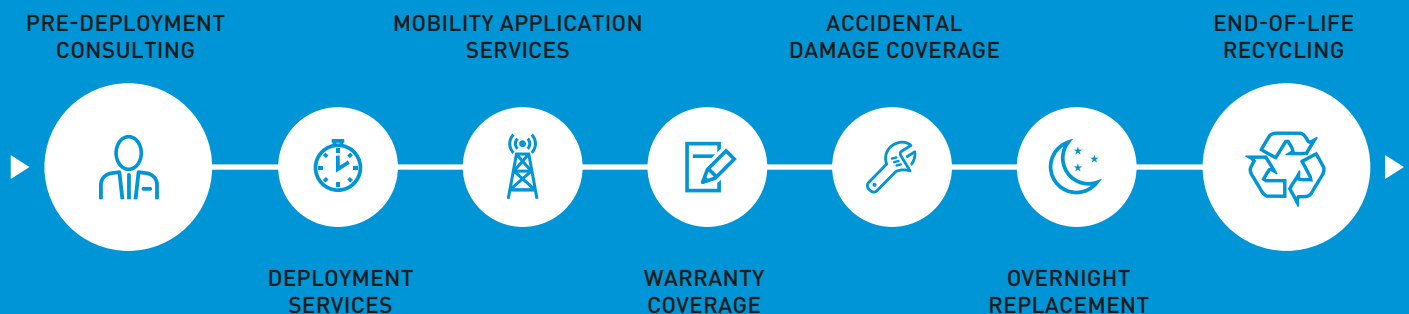 PRE-DEPLOYMENT
CONSULTING
DEPLOYMENT
SERVICES
MOBILITY APPLICATION
SERVICES
WARRANTY
COVERAGE
ACCIDENTAL
DAMAGE COVERAGE
OVERNIGHT
REPLACEMENT
END-OF-LIFE
RECYCLING